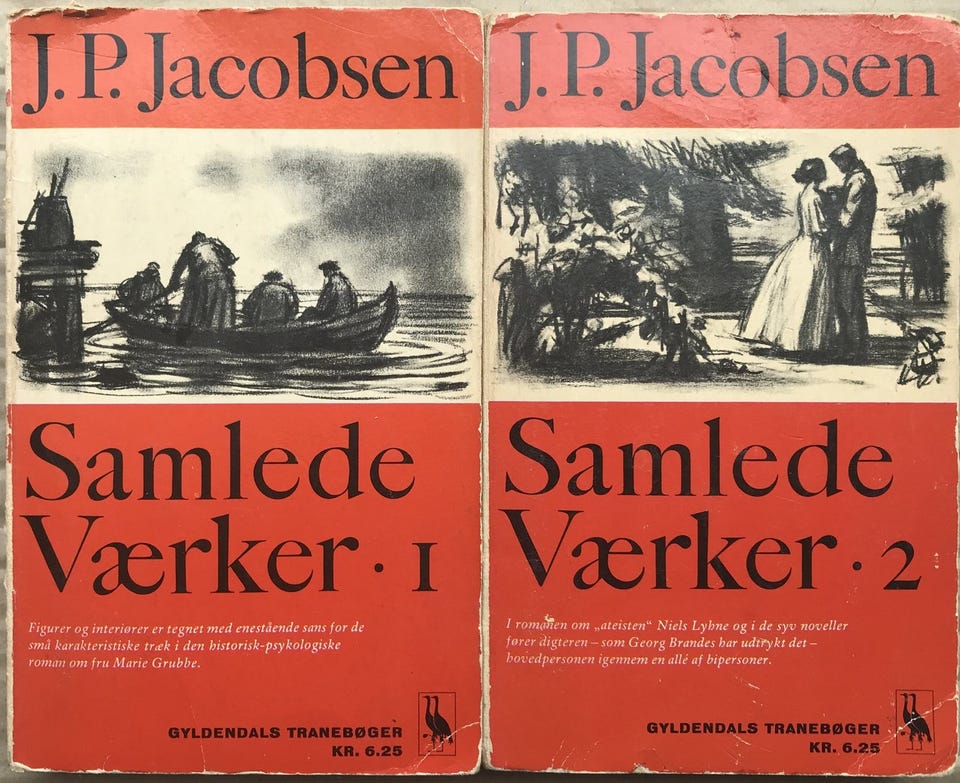 J.P. Jacobsen
Samlede
Værker · 1
Figurer og interiører er tegnet med enestående sans for de
små karakteristiske træk i den historisk-psykologiske
roman om fru Marie Grubbe.
GYLDENDALS TRANEBØGER
KR. 6.25
J.P. Jacobsen
Samlede
Værker · 2
I romanen om „ateisten“ Niels Lyhne og i de syv noveller
fører digteren – som Georg Brandes har udtrykt det –
hovedpersonen igennem en allé af bipersoner.
GYLDENDALS TRANEBØGER
KR. 6.25